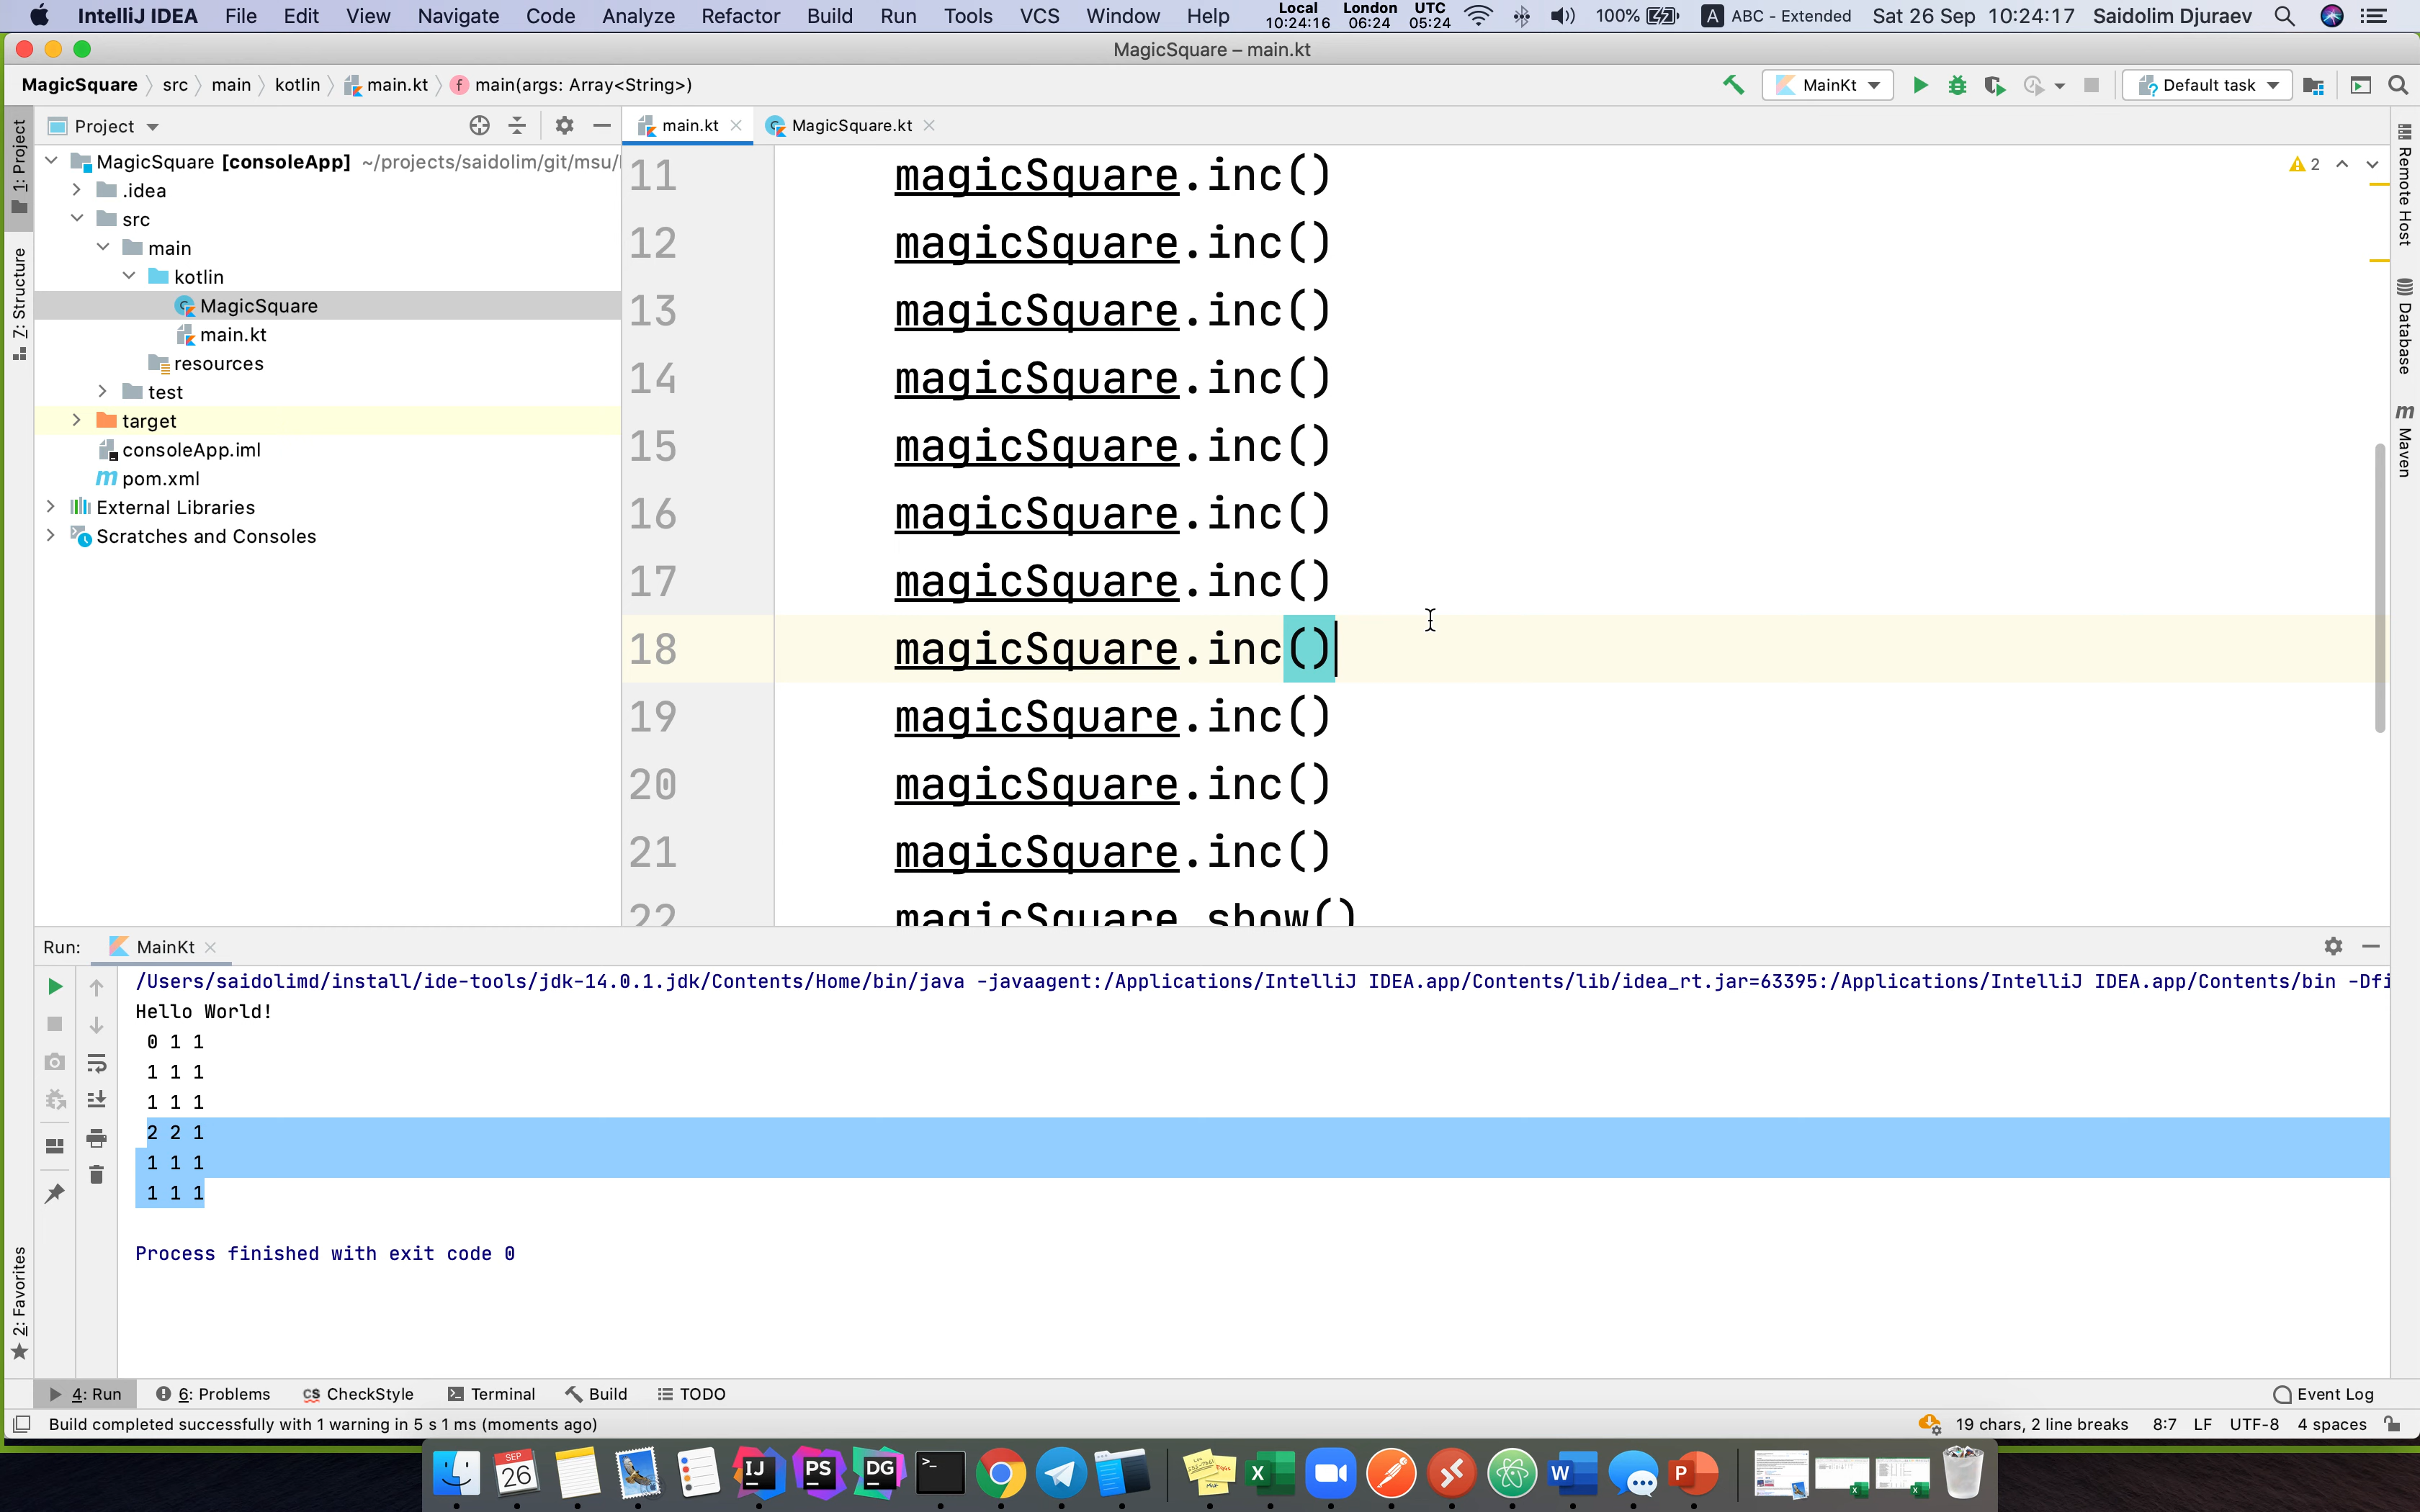 IntelliJ IDEA File Edit View Navigate Code Analyze Refactor Build Run Tools VCS Window Help Local 10:24:16 London 06:24 UTC 05:24 100% A ABC - Extended Sat 26 Sep 10:24:17 Saidolim Djuraev
MagicSquare – main.kt
MagicSquare src main kotlin main.kt f main(args: Array<String>) MainKt Default task
1: Project
Project
main.kt
MagicSquare.kt
MagicSquare [consoleApp] ~/projects/saidolim/git/msu/
.idea
src
main
kotlin
MagicSquare
main.kt
resources
test
target
consoleApp.iml
m pom.xml
External Libraries
Scratches and Consoles
Z: Structure
2: Favorites
11 magicSquare.inc()
12 magicSquare.inc()
13 magicSquare.inc()
14 magicSquare.inc()
15 magicSquare.inc()
16 magicSquare.inc()
17 magicSquare.inc()
18 magicSquare.inc()
19 magicSquare.inc()
20 magicSquare.inc()
21 magicSquare.inc()
22 magicSquare.show()
2
Remote Host
Database
m Maven
Run: MainKt
/Users/saidolimd/install/ide-tools/jdk-14.0.1.jdk/Contents/Home/bin/java -javaagent:/Applications/IntelliJ IDEA.app/Contents/lib/idea_rt.jar=63395:/Applications/IntelliJ IDEA.app/Contents/bin -Dfi
Hello World!
0 1 1
1 1 1
1 1 1
2 2 1
1 1 1
1 1 1
Process finished with exit code 0
4: Run 6: Problems CS CheckStyle Terminal Build TODO Event Log
Build completed successfully with 1 warning in 5 s 1 ms (moments ago) 19 chars, 2 line breaks 8:7 LF UTF-8 4 spaces
SEP 26 IJ PS DG >_ X W P